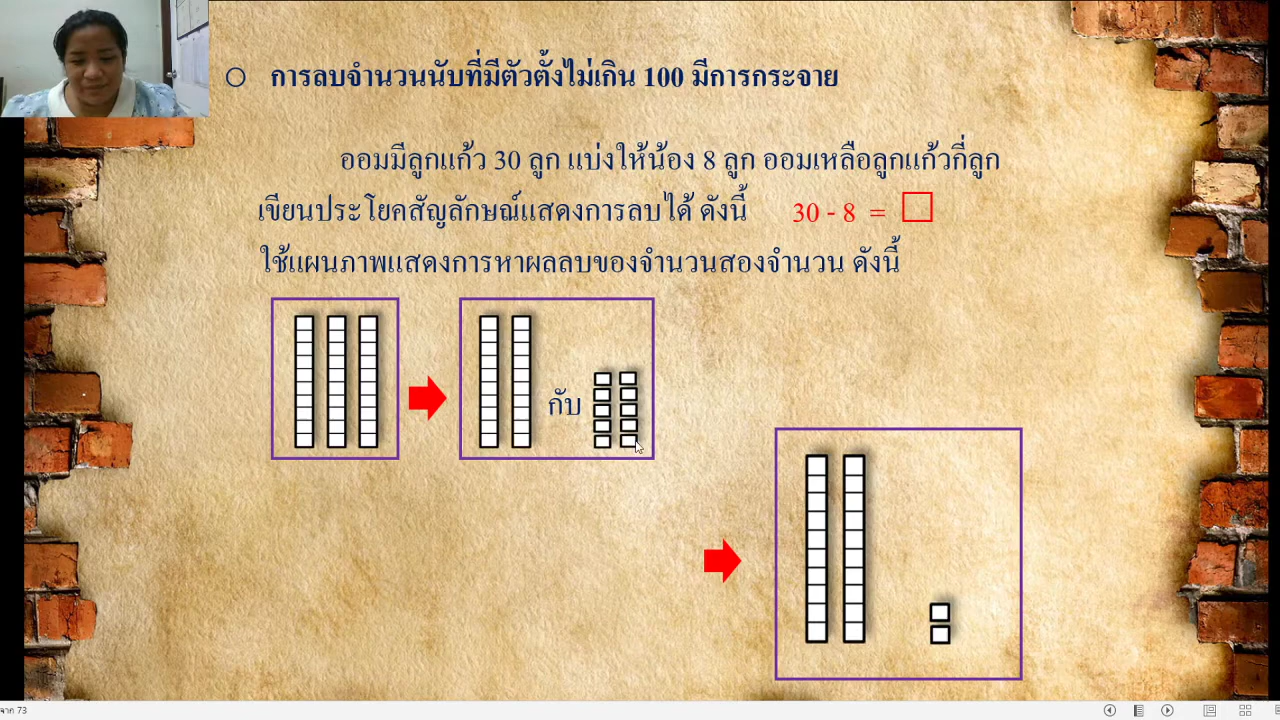 การลบจำนวนนับที่มีตัวตั้งไม่เกิน 100 มีการกระจาย
ออมมีลูกแก้ว 30 ลูก แบ่งให้น้อง 8 ลูก ออมเหลือลูกแก้วกี่ลูก
เขียนประโยคสัญลักษณ์แสดงการลบได้ ดังนี้ 30 - 8 = □
ใช้แผนภาพแสดงการหาผลลบของจำนวนสองจำนวน ดังนี้
กับ
จาก 73